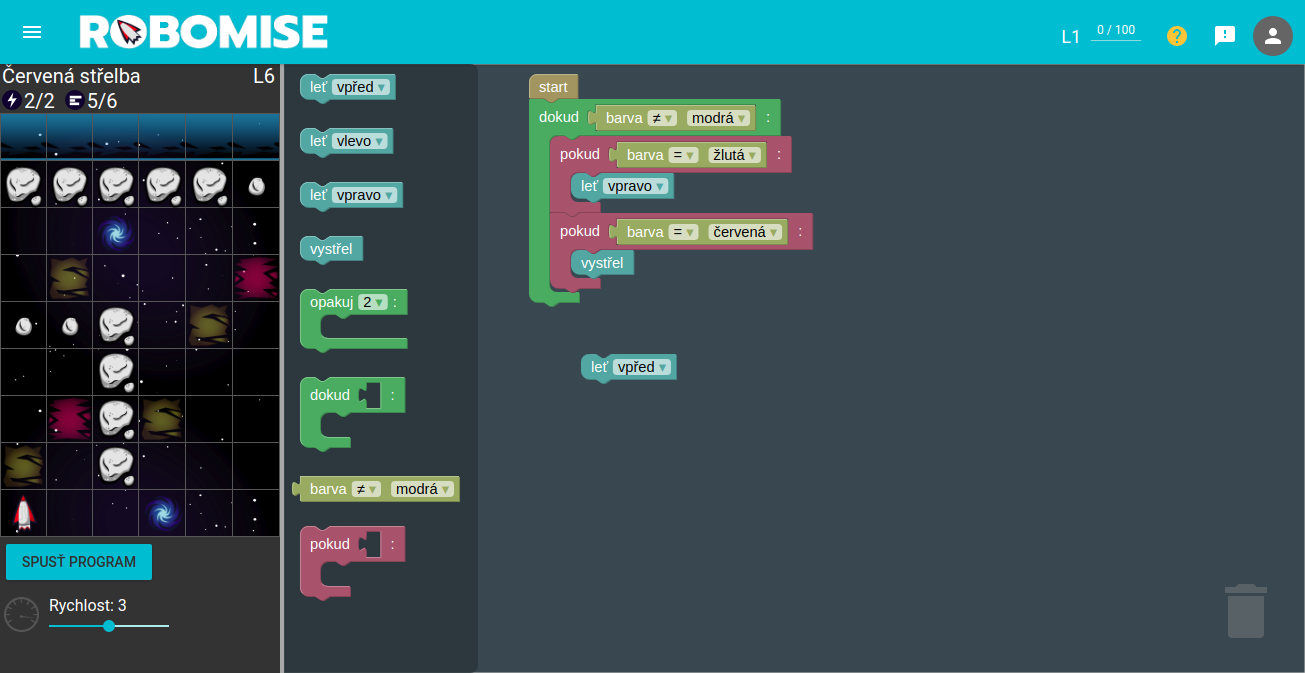 ROBOMISE
L1 0 / 100
Červená střelba L6
2/2 5/6
SPUSŤ PROGRAM
Rychlost: 3
leť vpřed
leť vlevo
leť vpravo
vystřel
opakuj 2 :
dokud :
barva ≠ modrá
pokud :
start
dokud barva ≠ modrá :
pokud barva = žlutá :
leť vpravo
pokud barva = červená :
vystřel
leť vpřed